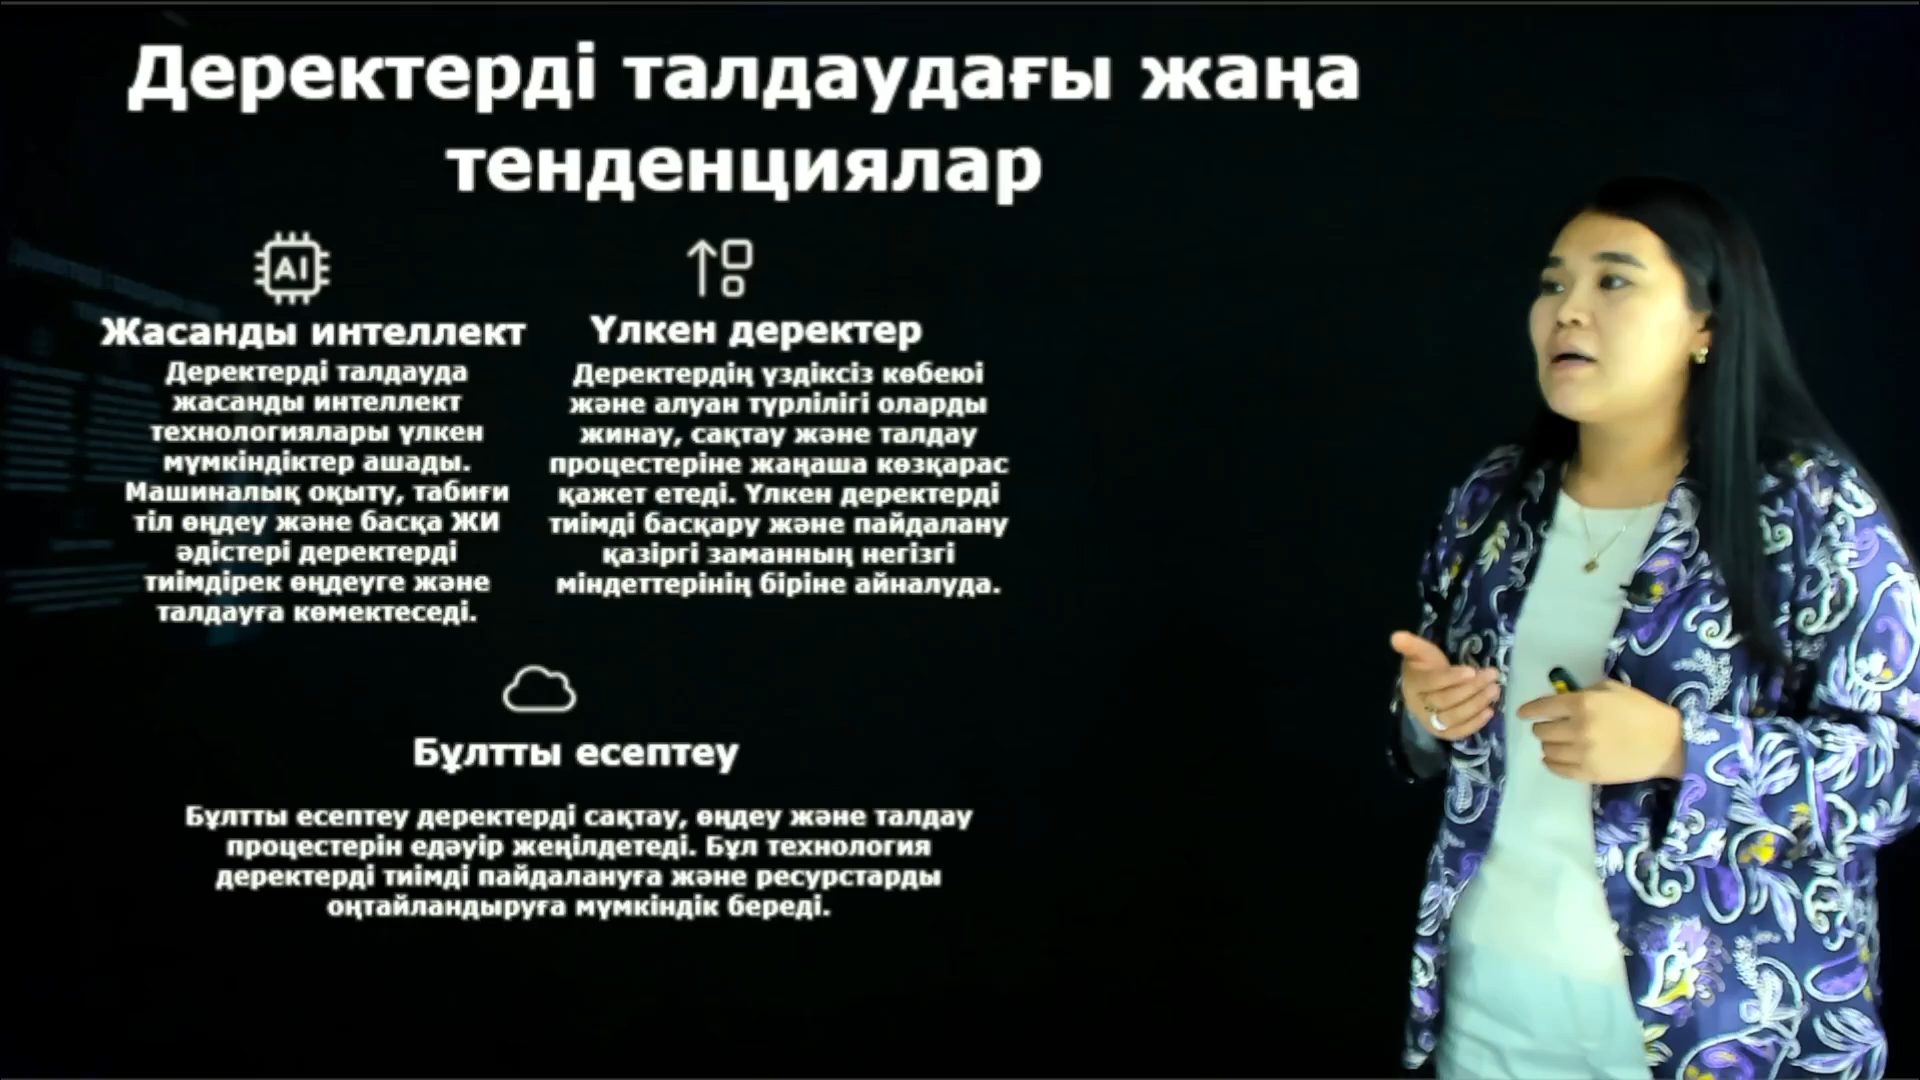 Деректерді талдаудағы жаңа
тенденциялар
AI
Жасанды интеллект
Деректерді талдауда
жасанды интеллект
технологиялары үлкен
мүмкіндіктер ашады.
Машиналық оқыту, табиғи
тіл өңдеу және басқа ЖИ
әдістері деректерді
тиімдірек өңдеуге және
талдауға көмектеседі.
Үлкен деректер
Деректердің үздіксіз көбеюі
және алуан түрлілігі оларды
жинау, сақтау және талдау
процестеріне жаңаша көзқарас
қажет етеді. Үлкен деректерді
тиімді басқару және пайдалану
қазіргі заманның негізгі
міндеттерінің біріне айналуда.
Бұлтты есептеу
Бұлтты есептеу деректерді сақтау, өңдеу және талдау
процестерін едәуір жеңілдетеді. Бұл технология
деректерді тиімді пайдалануға және ресурстарды
оңтайландыруға мүмкіндік береді.